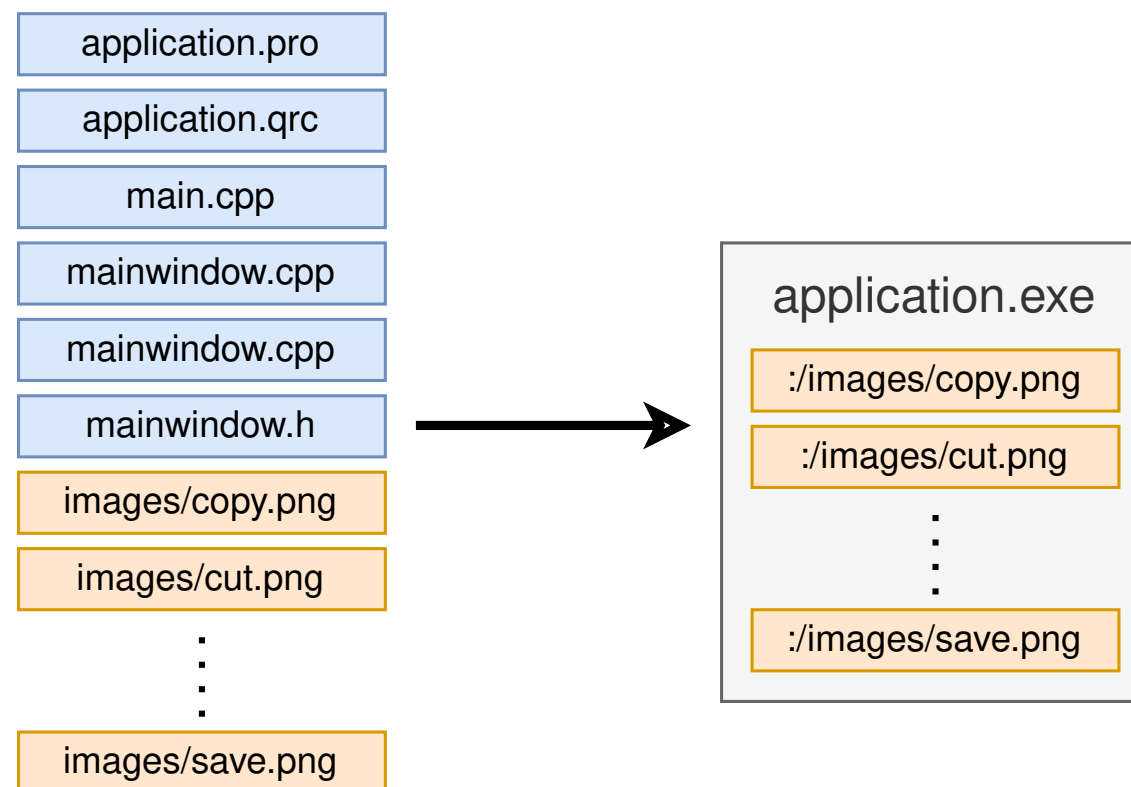 application.pro
application.qrc
main.cpp
mainwindow.cpp
mainwindow.cpp
mainwindow.h
images/copy.png
images/cut.png
images/save.png
application.exe
:/images/copy.png
:/images/cut.png
:/images/save.png